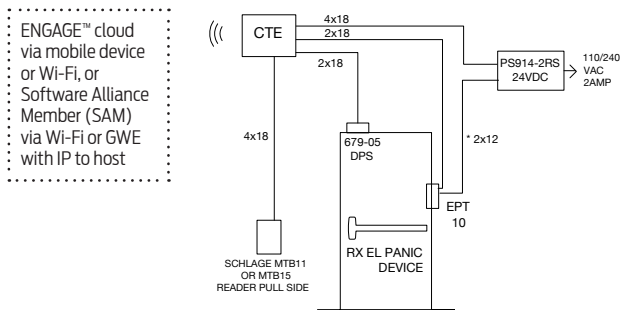 ENGAGE™ cloud
via mobile device
or Wi-Fi, or
Software Alliance
Member (SAM)
via Wi-Fi or GWE
with IP to host
CTE
4x18
2x18
2x18
PS914-2RS
24VDC
110/240
VAC
2AMP
4x18
679-05
DPS
* 2x12
EPT
10
RX EL PANIC
DEVICE
SCHLAGE MTB11
OR MTB15
READER PULL SIDE